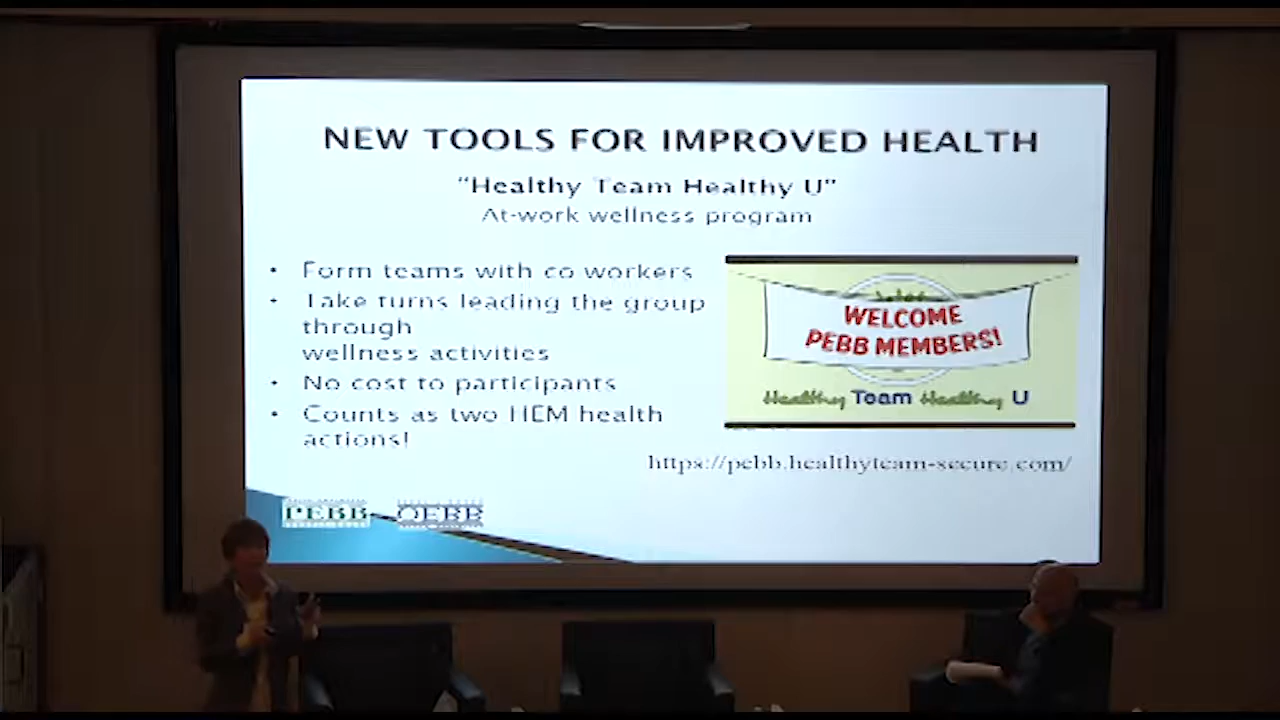 NEW TOOLS FOR IMPROVED HEALTH
"Healthy Team Healthy U"
At-work wellness program
• Form teams with co workers
• Take turns leading the group
through
wellness activities
• No cost to participants
• Counts as two HEM health
actions!
WELCOME
PEBB MEMBERS!
Healthy Team Healthy U
https://pebb.healthyteam-secure.com/
PEBB OEBB